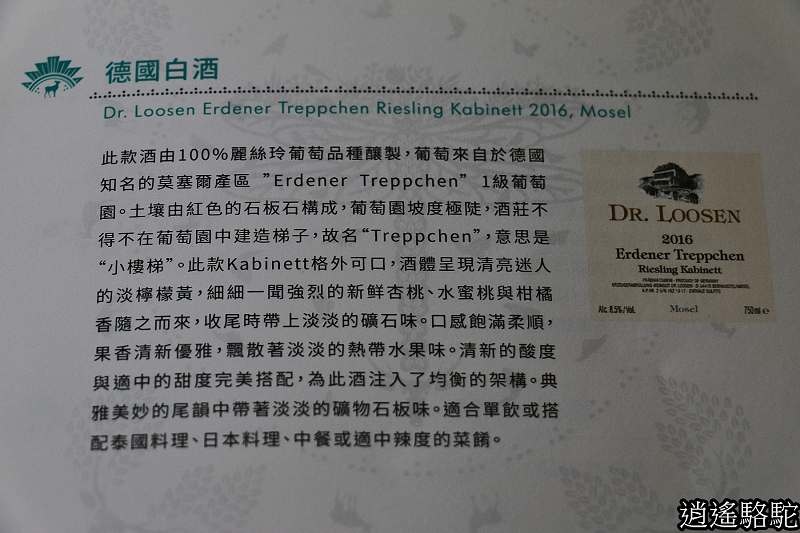 德國白酒
Dr. Loosen Erdener Treppchen Riesling Kabinett 2016, Mosel
此款酒由100%麗絲玲葡萄品種釀製，葡萄來自於德國
知名的莫塞爾產區 ”Erdener Treppchen” 1級葡萄
園。土壤由紅色的石板石構成，葡萄園坡度極陡，酒莊不
得不在葡萄園中建造梯子，故名“Treppchen”，意思是
“小樓梯”。此款Kabinett格外可口，酒體呈現清亮迷人
的淡檸檬黃，細細一聞強烈的新鮮杏桃、水蜜桃與柑橘
香隨之而來，收尾時帶上淡淡的礦石味。口感飽滿柔順，
果香清新優雅，飄散著淡淡的熱帶水果味。清新的酸度
與適中的甜度完美搭配，為此酒注入了均衡的架構。典
雅美妙的尾韻中帶著淡淡的礦物石板味。適合單飲或搭
配泰國料理、日本料理、中餐或適中辣度的菜餚。
DR. LOOSEN
2016
Erdener Treppchen
Riesling Kabinett
Alc. 8.5%/Vol.
Mosel
750ml e
逍遙駱駝